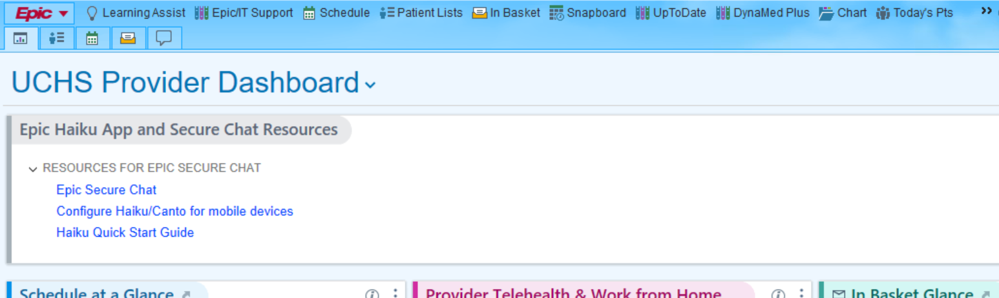 Epic Learning Assist Epic/IT Support Schedule Patient Lists In Basket Snapboard UpToDate DynaMed Plus Chart Today's Pts
UCHS Provider Dashboard
Epic Haiku App and Secure Chat Resources
RESOURCES FOR EPIC SECURE CHAT
Epic Secure Chat
Configure Haiku/Canto for mobile devices
Haiku Quick Start Guide
Schedule at a Glance Provider Telehealth & Work from Home In Basket Glance